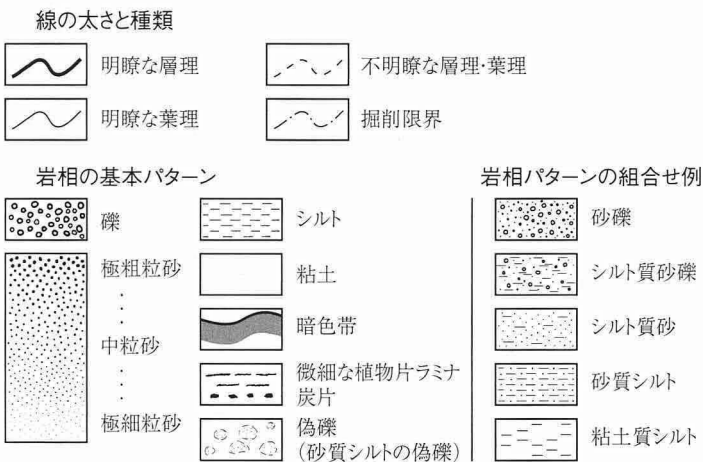 線の太さと種類
明瞭な層理
不明瞭な層理・葉理
明瞭な葉理
掘削限界
岩相の基本パターン
礫
極粗粒砂
・
・
・
中粒砂
・
・
・
極細粒砂
シルト
粘土
暗色帯
微細な植物片ラミナ
炭片
偽礫
(砂質シルトの偽礫)
岩相パターンの組合せ例
砂礫
シルト質砂礫
シルト質砂
砂質シルト
粘土質シルト